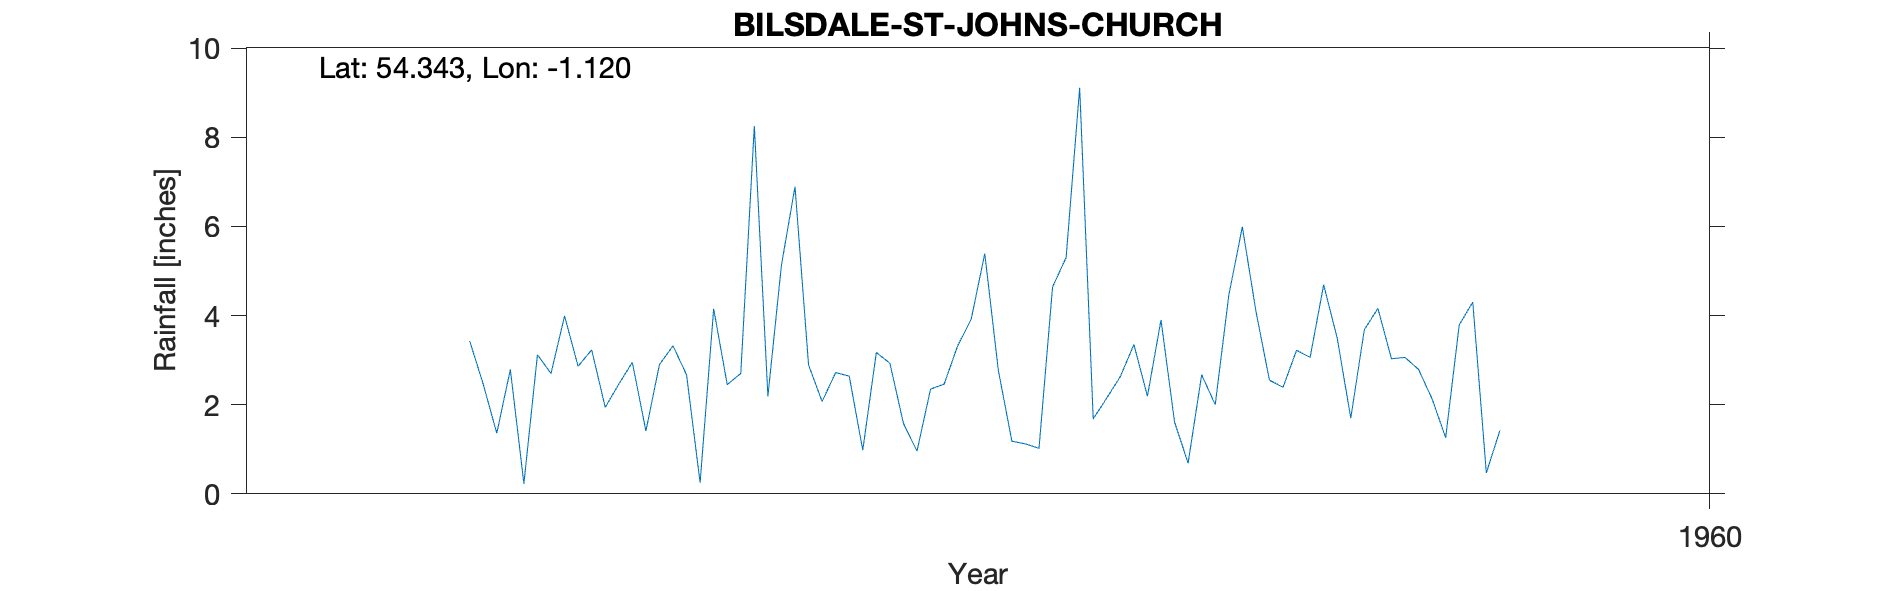 BILSDALE-ST-JOHNS-CHURCH
Lat: 54.343, Lon: -1.120
10
8
6
4
2
0
Rainfall [inches]
1960
Year